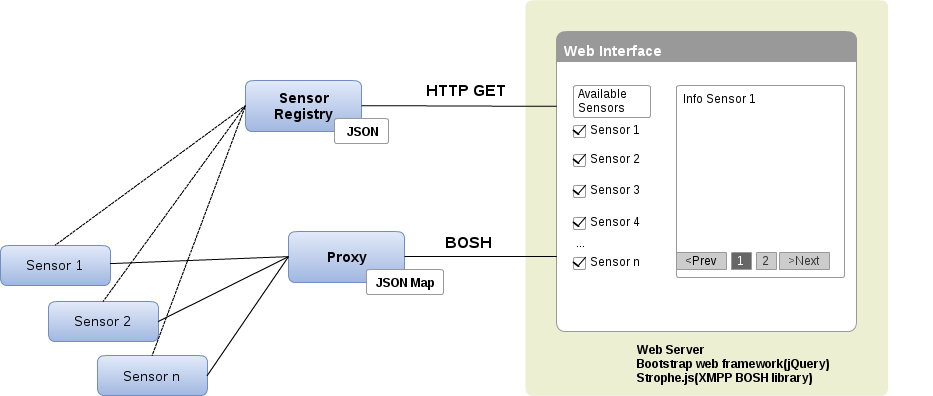 Sensor
Registry
JSON
HTTP GET
Sensor 1
Sensor 2
Sensor n
Proxy
JSON Map
BOSH
Web Interface
Available
Sensors
Sensor 1
Sensor 2
Sensor 3
Sensor 4
...
Sensor n
Info Sensor 1
<Prev
1
2
>Next
Web Server
Bootstrap web framework(jQuery)
Strophe.js(XMPP BOSH library)